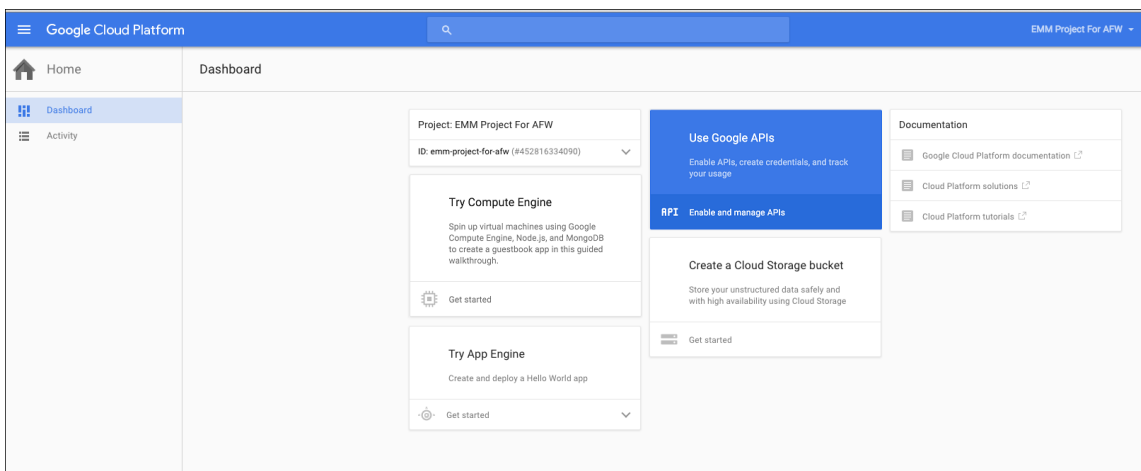 Google Cloud Platform
EMM Project For AFW
Home
Dashboard
Dashboard
Activity
Project: EMM Project For AFW
ID: emm-project-for-afw (#452816334090)
Try Compute Engine
Spin up virtual machines using Google
Compute Engine, Node.js, and MongoDB
to create a guestbook app in this guided
walkthrough.
Get started
Try App Engine
Create and deploy a Hello World app
Get started
Use Google APIs
Enable APIs, create credentials, and track
your usage
API Enable and manage APIs
Create a Cloud Storage bucket
Store your unstructured data safely and
with high availability using Cloud Storage
Get started
Documentation
Google Cloud Platform documentation
Cloud Platform solutions
Cloud Platform tutorials